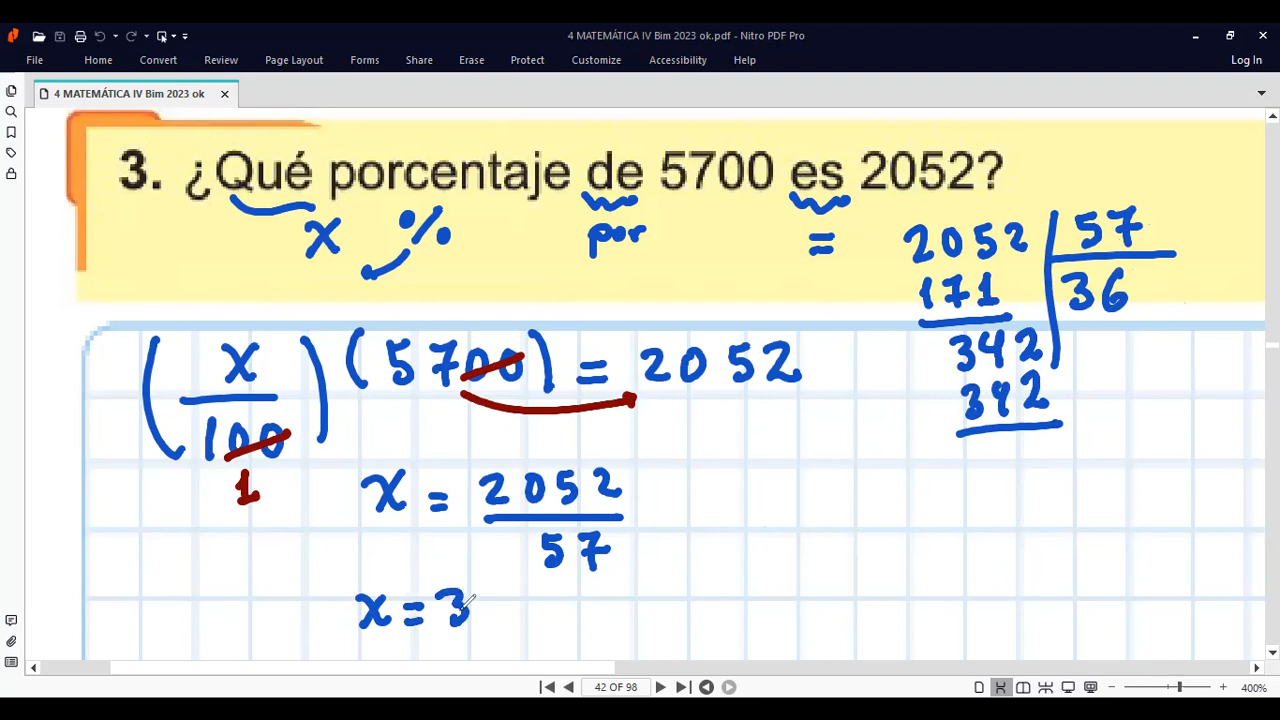 4 MATEMÁTICA IV Bim 2023 ok.pdf - Nitro PDF Pro
File Home Convert Review Page Layout Forms Share Erase Protect Customize Accessibility Help Log In
4 MATEMÁTICA IV Bim 2023 ok
3. ¿Qué porcentaje de 5700 es 2052?
x % por =
2052 57
171 36
342
342
(x/100) (5700) = 2052
1
x = 2052/57
x = 3
42 OF 98 400%